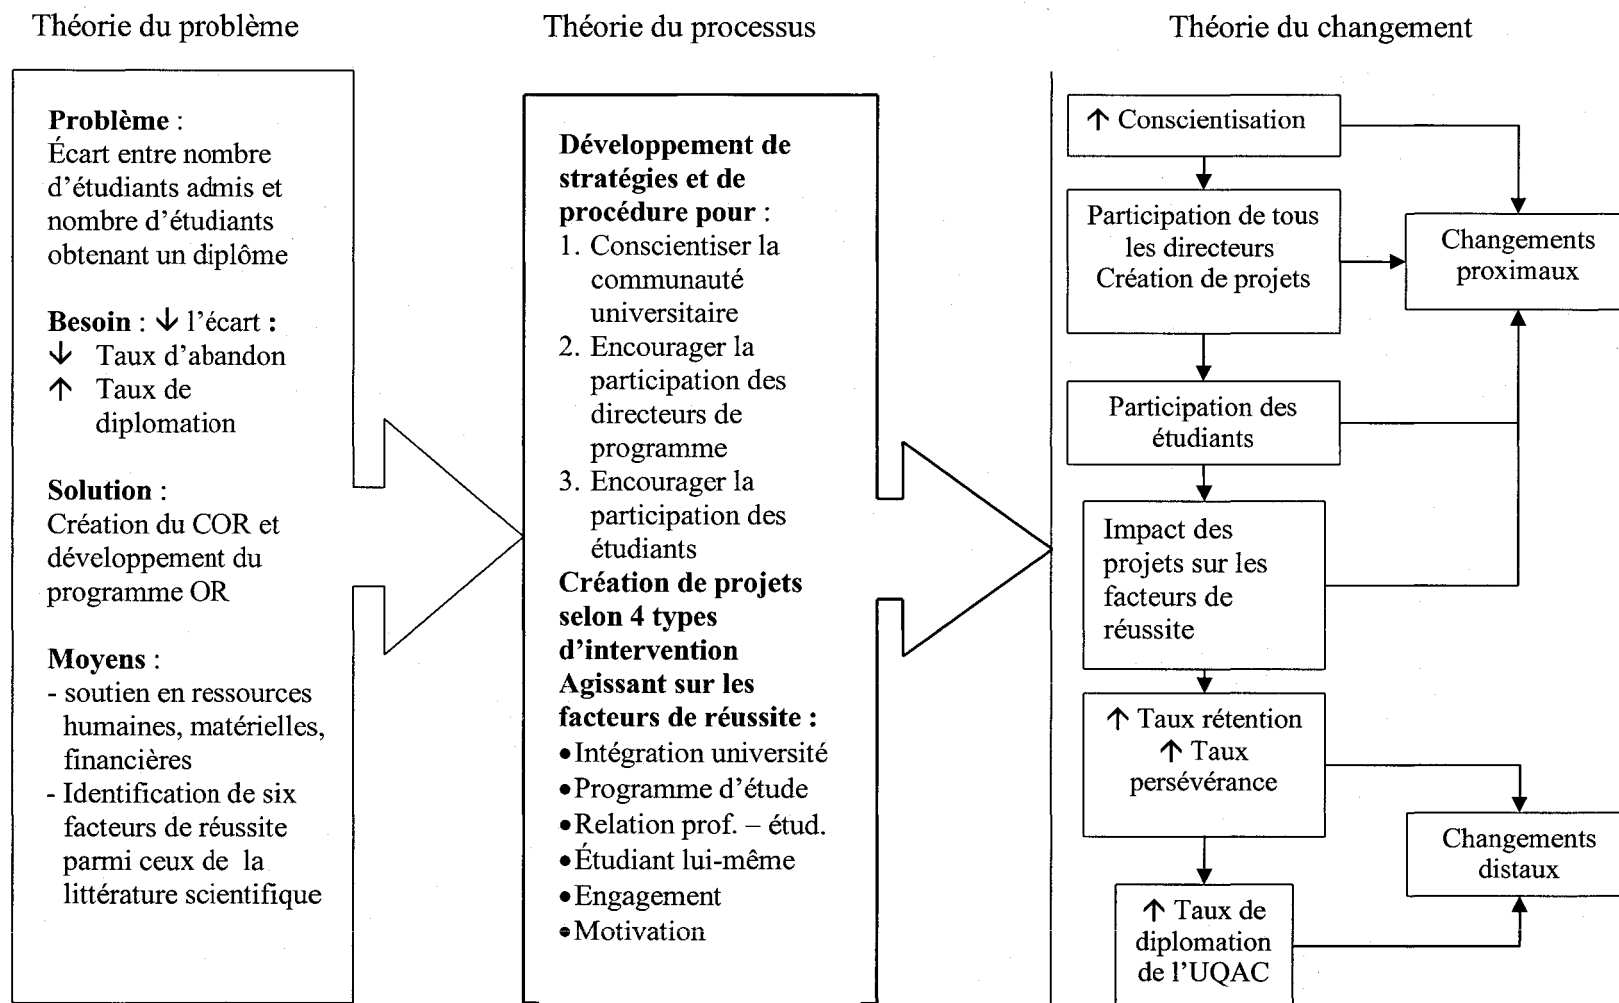 Théorie du problème
Problème :
Écart entre nombre
d'étudiants admis et
nombre d'étudiants
obtenant un diplôme
Besoin : ↓ l'écart :
↓ Taux d'abandon
↑ Taux de
diplomation
Solution :
Création du COR et
développement du
programme OR
Moyens :
- soutien en ressources
humaines, matérielles,
financières
- Identification de six
facteurs de réussite
parmi ceux de la
littérature scientifique
Théorie du processus
Développement de
stratégies et de
procédure pour :
1. Conscientiser la
communauté
universitaire
2. Encourager la
participation des
directeurs de
programme
3. Encourager la
participation des
étudiants
Création de projets
selon 4 types
d'intervention
Agissant sur les
facteurs de réussite :
•Intégration université
•Programme d'étude
•Relation prof. – étud.
•Étudiant lui-même
•Engagement
•Motivation
Théorie du changement
↑ Conscientisation
Participation de tous
les directeurs
Création de projets
Participation des
étudiants
Impact des
projets sur les
facteurs de
réussite
↑ Taux rétention
↑ Taux
persévérance
↑ Taux de
diplomation
de l'UQAC
Changements
proximaux
Changements
distaux